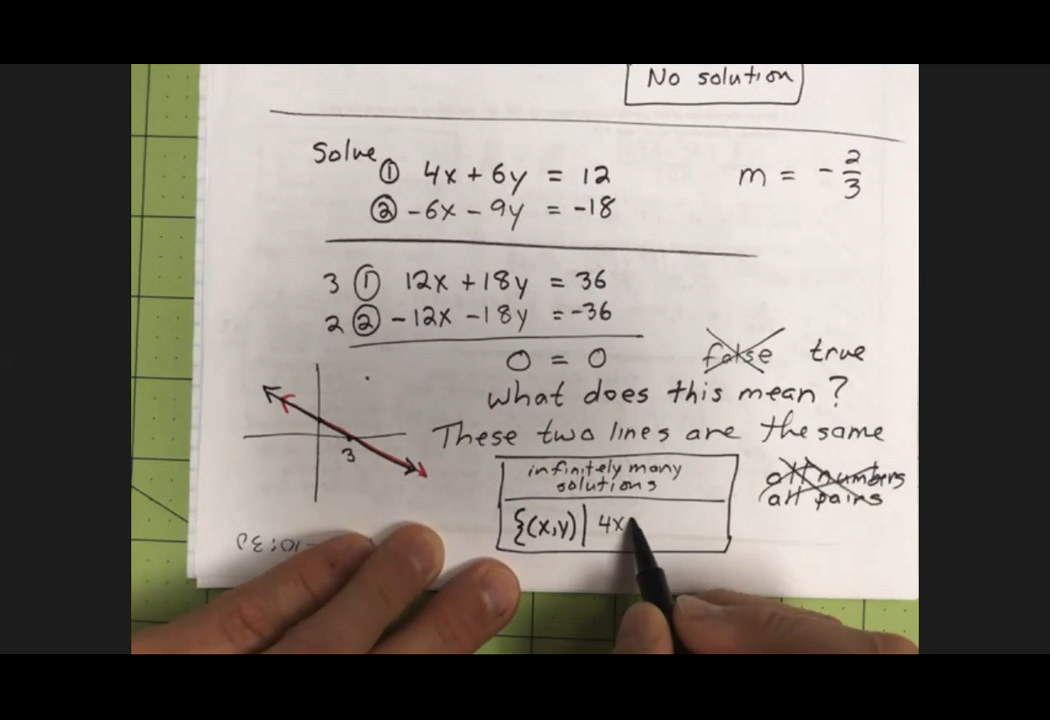 No solution
Solve
① 4x + 6y = 12
m = - 2/3
② -6x - 9y = -18
3 ① 12x + 18y = 36
2 ② -12x - 18y = -36
0 = 0
false true
what does this mean?
These two lines are the same
3
infinitely many
solutions
all numbers
all pairs
{(x,y) | 4x